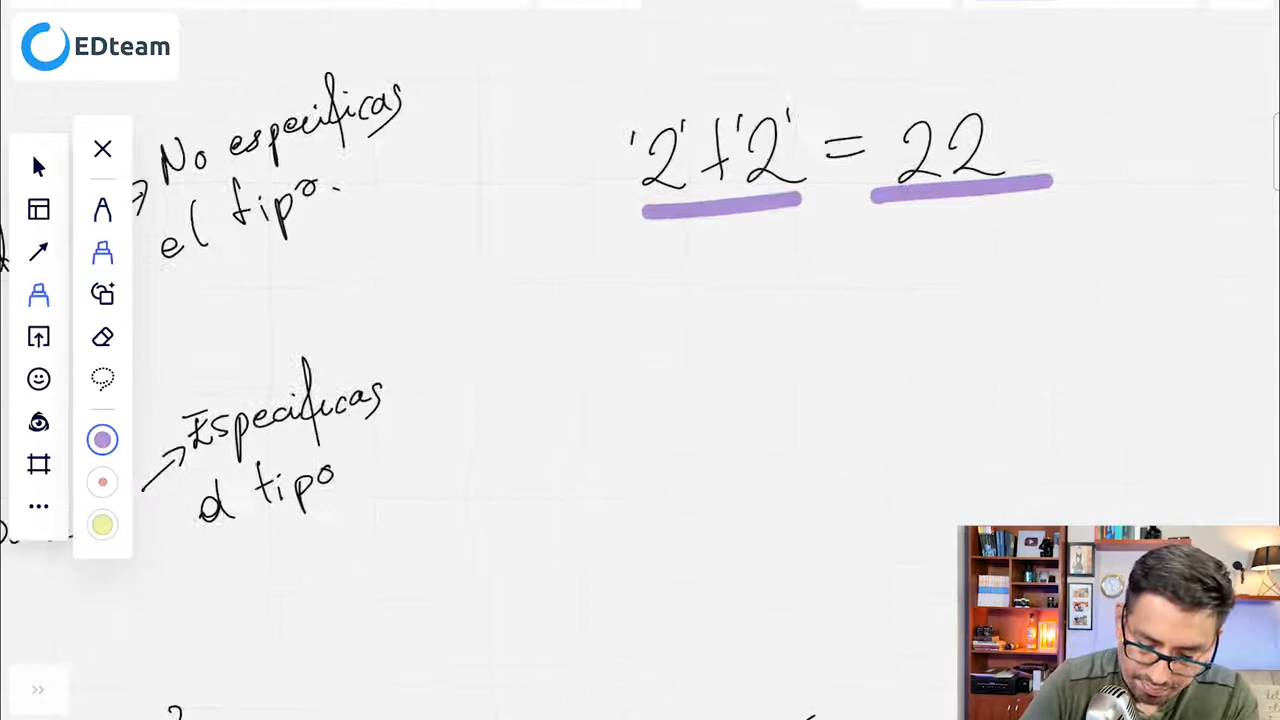 EDteam
No especificas
el tipo.
'2'+'2' = 22
Especificas
el tipo